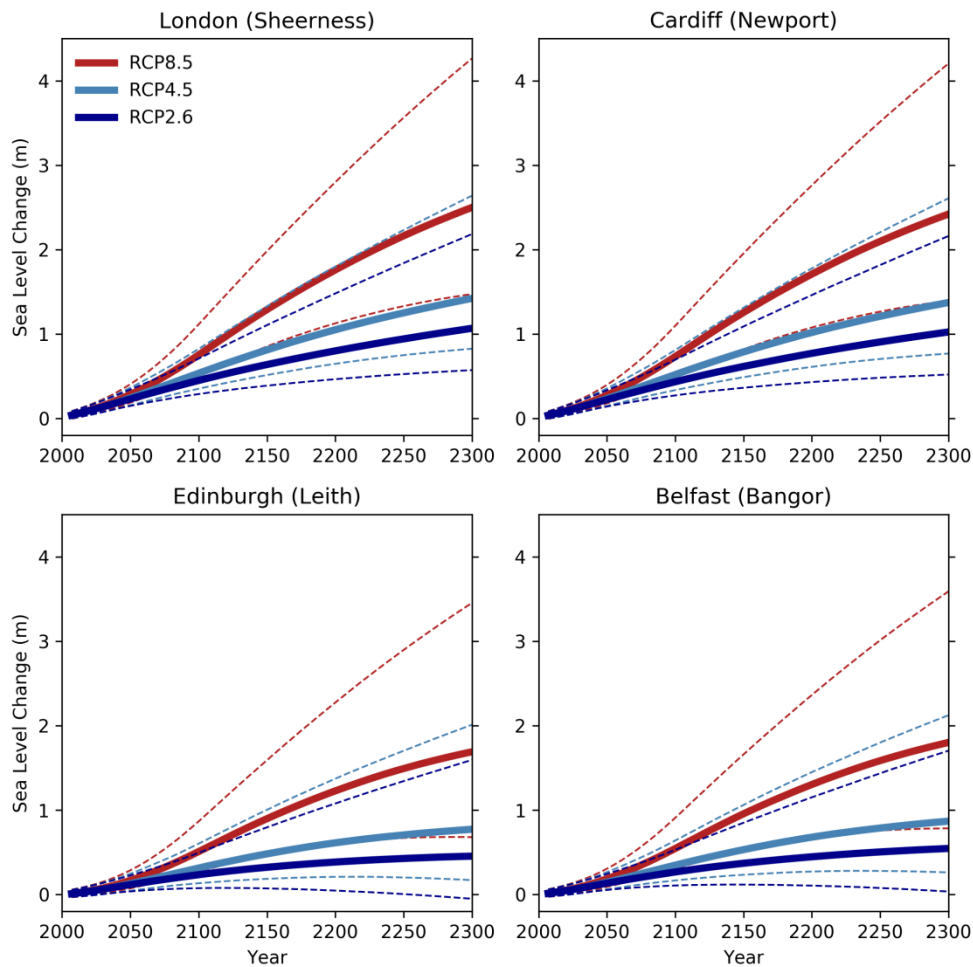 London (Sheerness)
Cardiff (Newport)
RCP8.5
RCP4.5
RCP2.6
Sea Level Change (m)
4
3
2
1
0
2000 2050 2100 2150 2200 2250 2300
4
3
2
1
0
2000 2050 2100 2150 2200 2250 2300
Edinburgh (Leith)
Belfast (Bangor)
Sea Level Change (m)
4
3
2
1
0
2000 2050 2100 2150 2200 2250 2300
Year
4
3
2
1
0
2000 2050 2100 2150 2200 2250 2300
Year